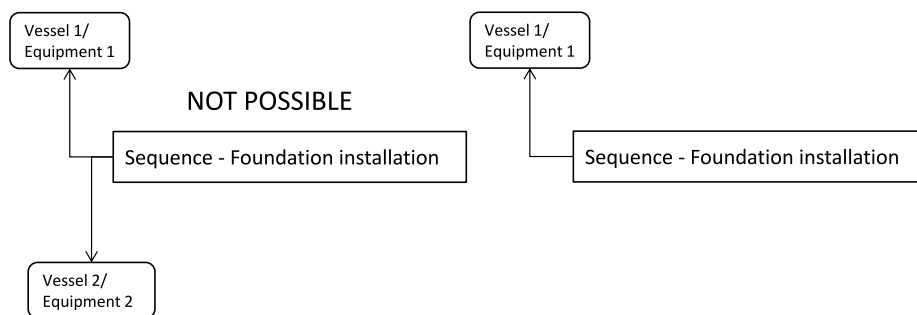 Vessel 1/
Equipment 1
NOT POSSIBLE
Sequence - Foundation installation
Vessel 2/
Equipment 2
Vessel 1/
Equipment 1
Sequence - Foundation installation